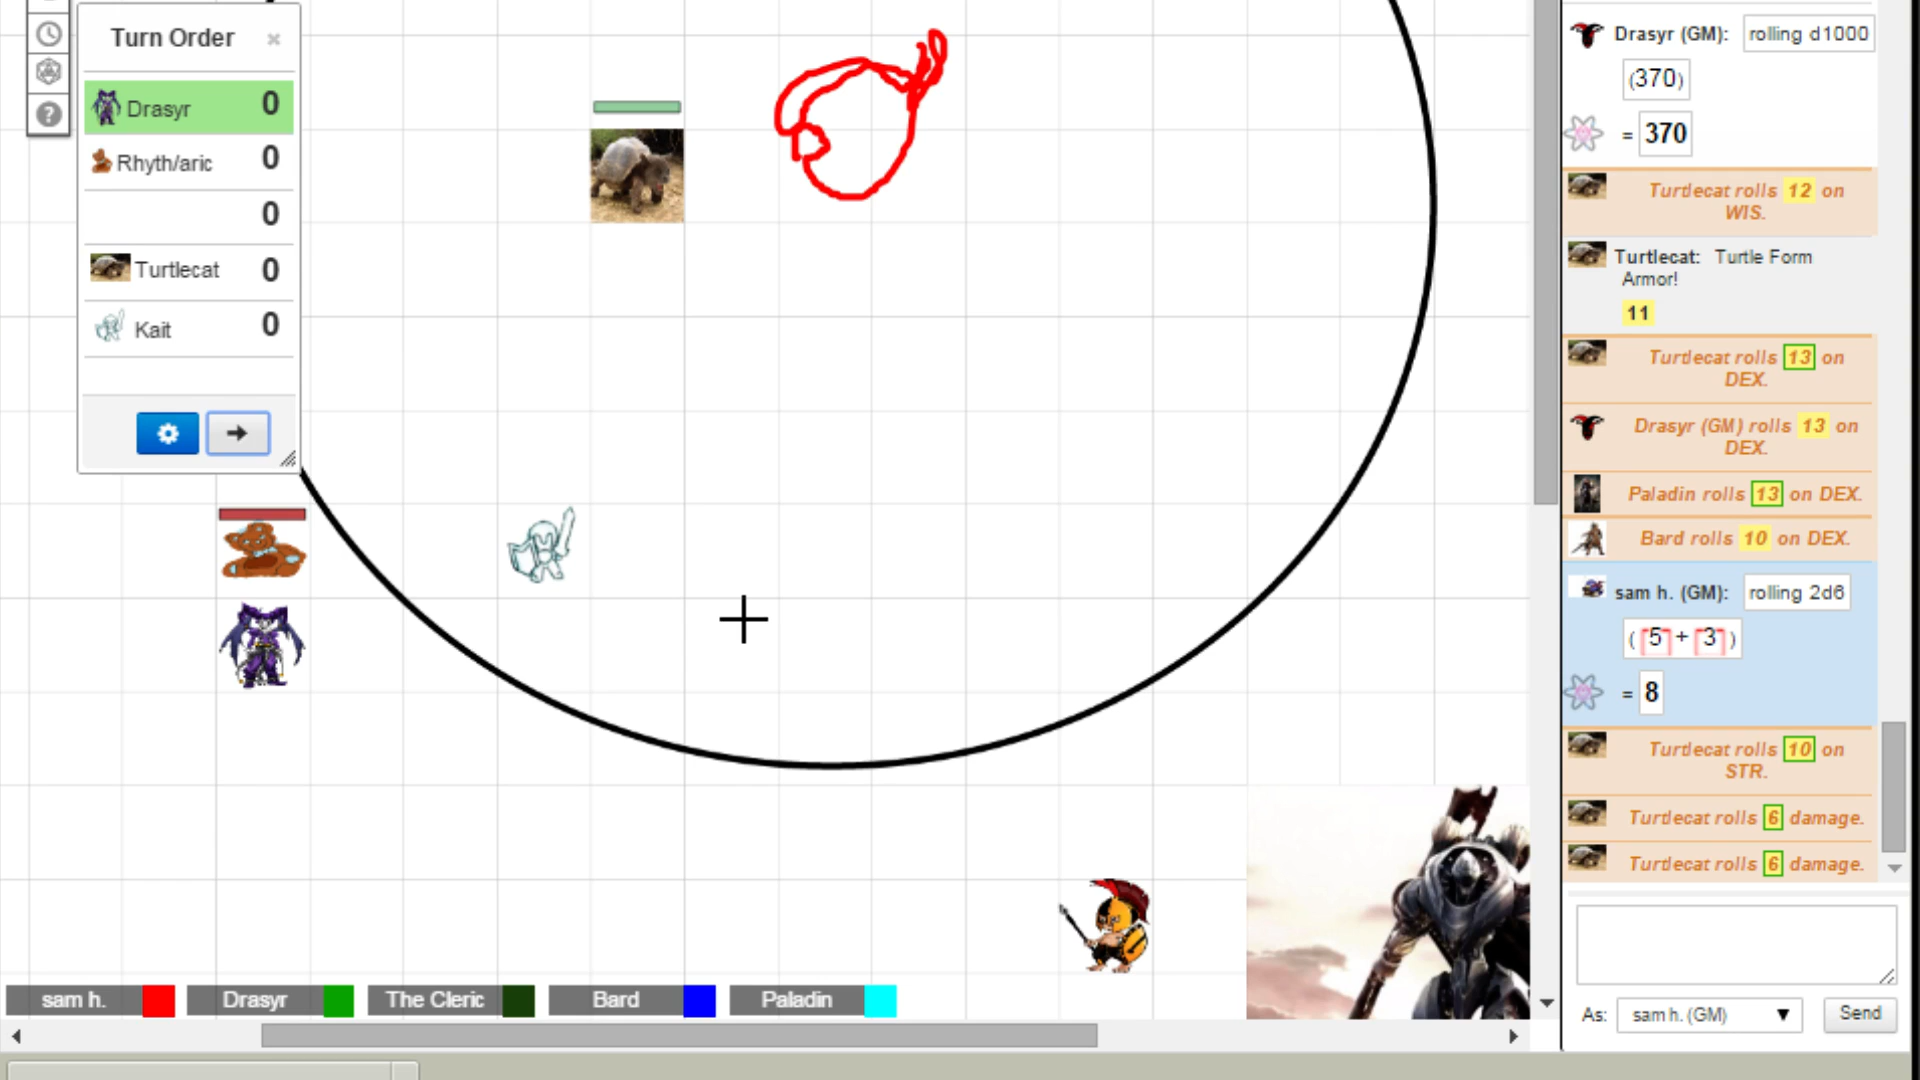 Turn Order ×
Drasyr 0
Rhyth/aric 0
0
Turtlecat 0
Kait 0
?
sam h.
Drasyr
The Cleric
Bard
Paladin
Drasyr (GM): rolling d1000
(370)
= 370
Turtlecat rolls 12 on
WIS.
Turtlecat: Turtle Form
Armor!
11
Turtlecat rolls 13 on
DEX.
Drasyr (GM) rolls 13 on
DEX.
Paladin rolls 13 on DEX.
Bard rolls 10 on DEX.
sam h. (GM): rolling 2d6
(5+3)
= 8
Turtlecat rolls 10 on
STR.
Turtlecat rolls 6 damage.
Turtlecat rolls 6 damage.
As: sam h. (GM) Send